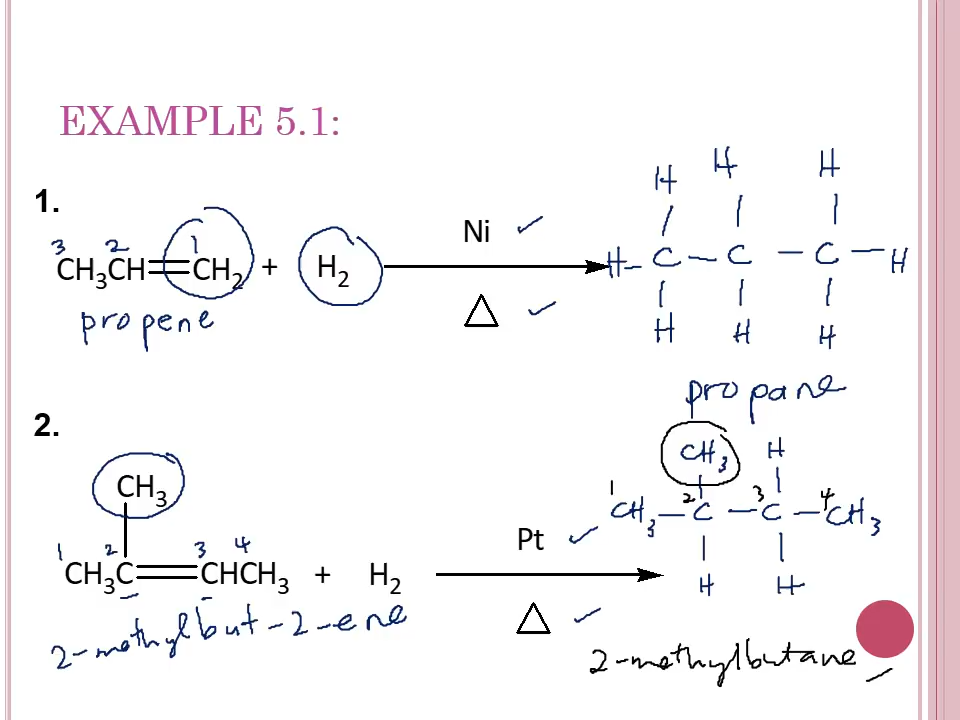 EXAMPLE 5.1:
1.
3 2 1
CH₃CH=CH₂ + H₂
propene
Ni
△
H H H
H-C-C-C-H
H H H
propane
2.
CH₃
1 2 3 4
CH₃C=CHCH₃ + H₂
2-methylbut-2-ene
Pt
△
CH₃ H
1 2 3 4
CH₃-C-C-CH₃
H H
2-methylbutane